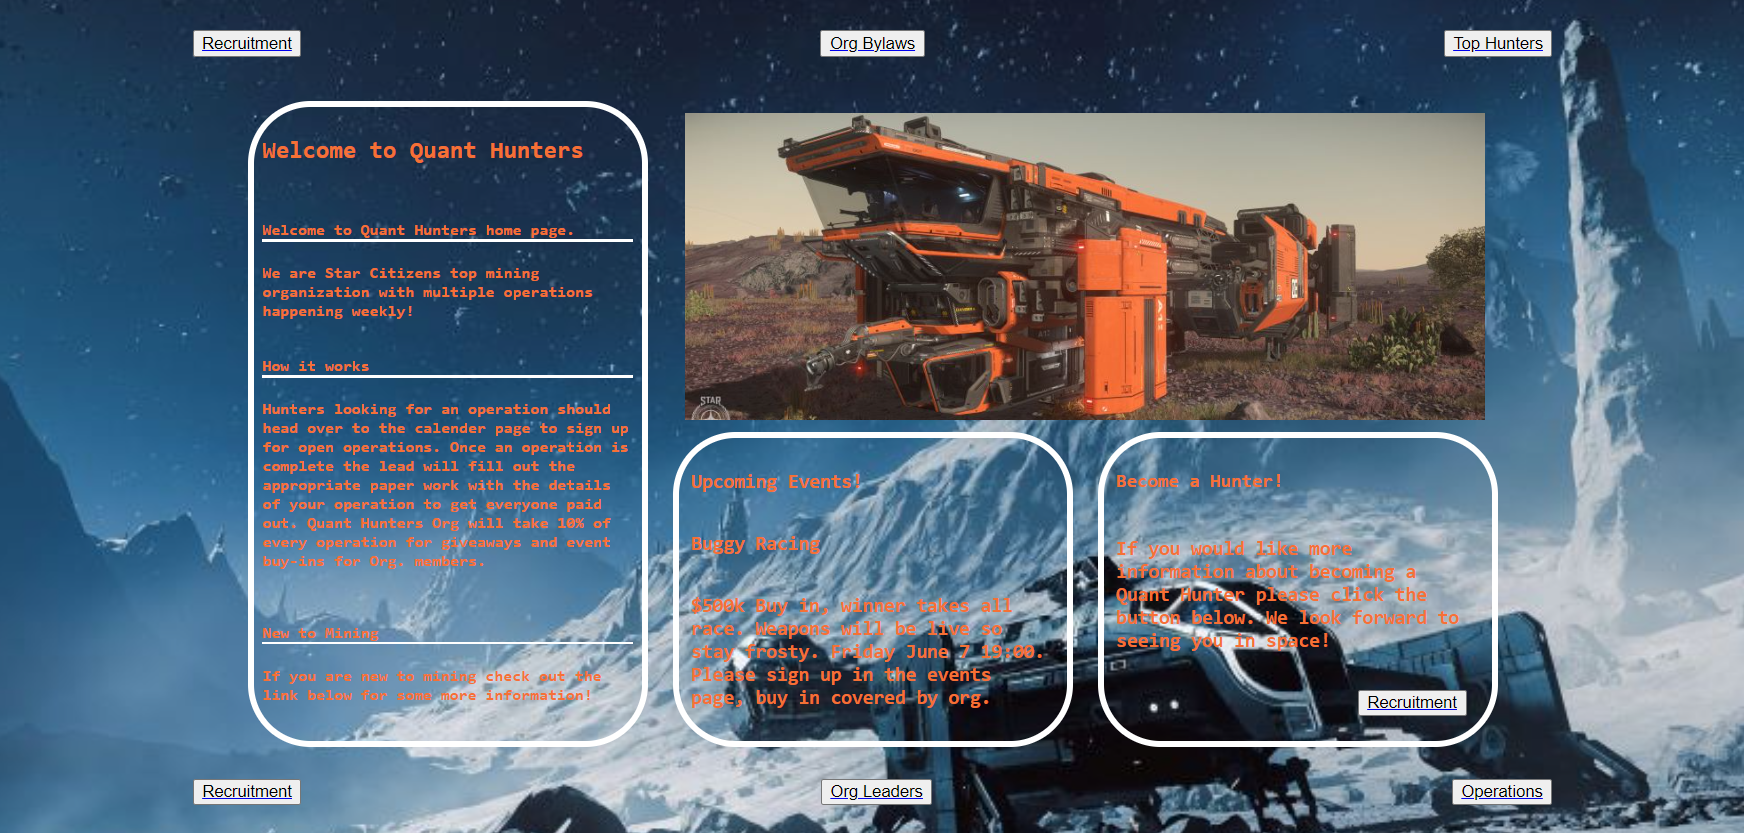 Recruitment
Org Bylaws
Top Hunters
Welcome to Quant Hunters
Welcome to Quant Hunters home page.
We are Star Citizens top mining
organization with multiple operations
happening weekly!
How it works
Hunters looking for an operation should
head over to the calender page to sign up
for open operations. Once an operation is
complete the lead will fill out the
appropriate paper work with the details
of your operation to get everyone paid
out. Quant Hunters Org will take 10% of
every operation for giveaways and event
buy-ins for Org. members.
New to Mining
If you are new to mining check out the
link below for some more information!
STAR
Upcoming Events!
Buggy Racing
$500k Buy in, winner takes all
race. Weapons will be live so
stay frosty. Friday June 7 19:00.
Please sign up in the events
page, buy in covered by org.
Become a Hunter!
If you would like more
information about becoming a
Quant Hunter please click the
button below. We look forward to
seeing you in space!
Recruitment
Recruitment
Org Leaders
Operations